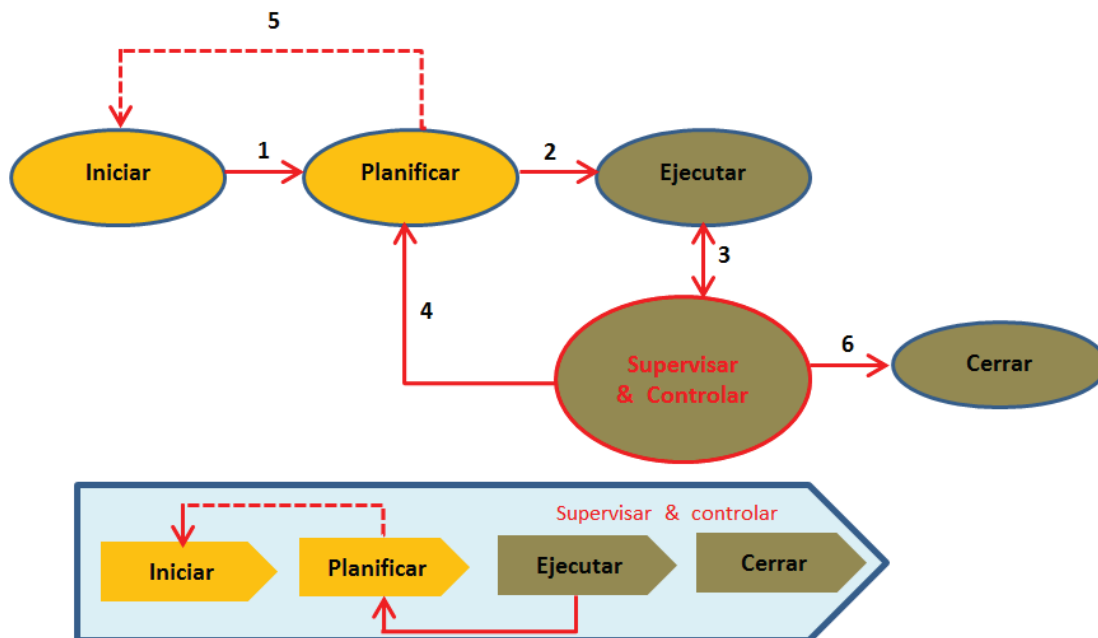 5
Iniciar
1
Planificar
2
Ejecutar
3
4
Supervisar
& Controlar
6
Cerrar
Supervisar & controlar
Iniciar
Planificar
Ejecutar
Cerrar